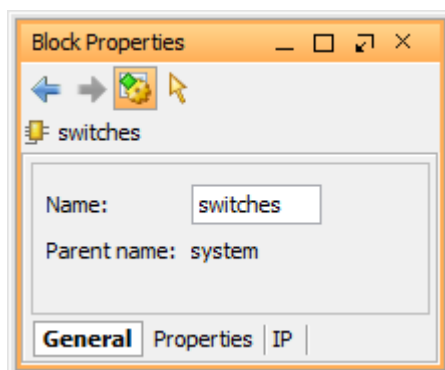 Block Properties
switches
Name: switches
Parent name: system
General Properties IP